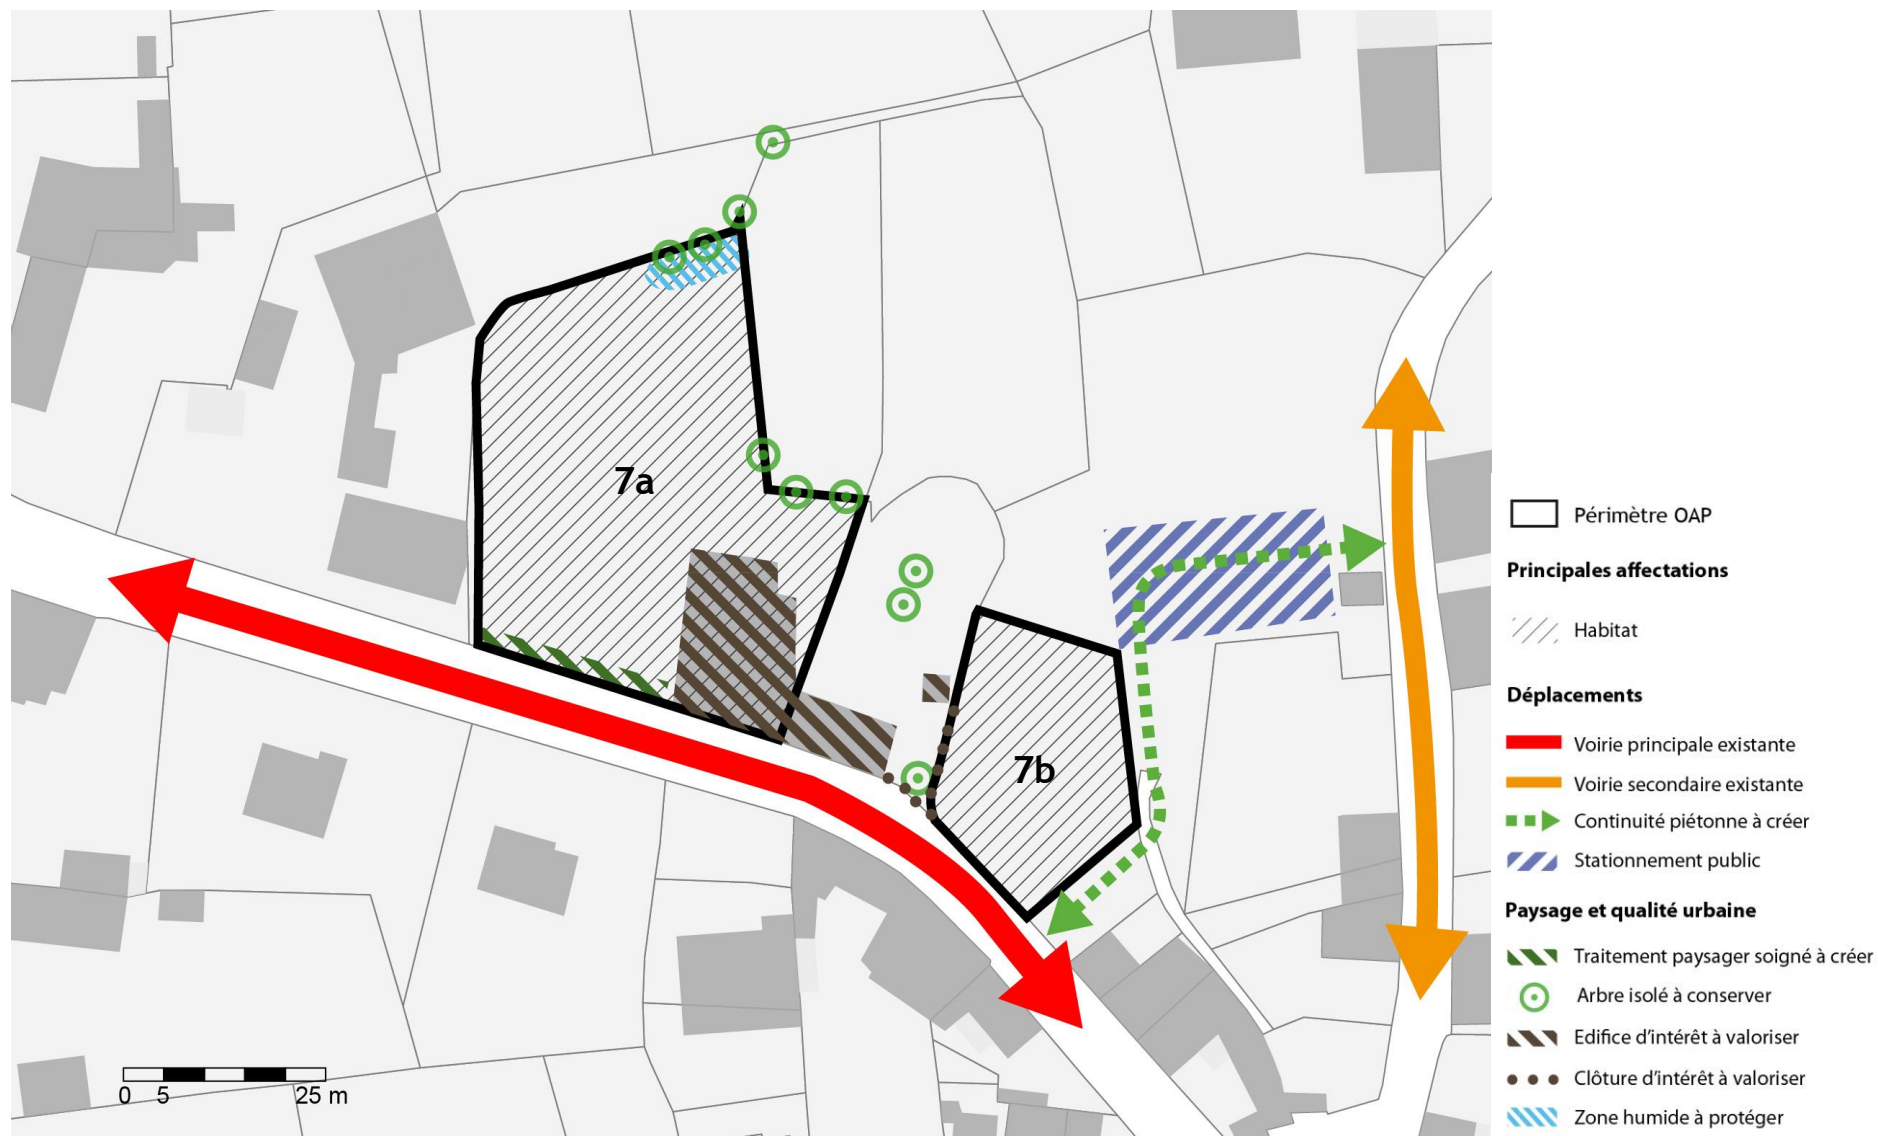 7a
7b
0 5 25 m
Périmètre OAP
Principales affectations
Habitat
Déplacements
Voirie principale existante
Voirie secondaire existante
Continuité piétonne à créer
Stationnement public
Paysage et qualité urbaine
Traitement paysager soigné à créer
Arbre isolé à conserver
Edifice d'intérêt à valoriser
Clôture d'intérêt à valoriser
Zone humide à protéger